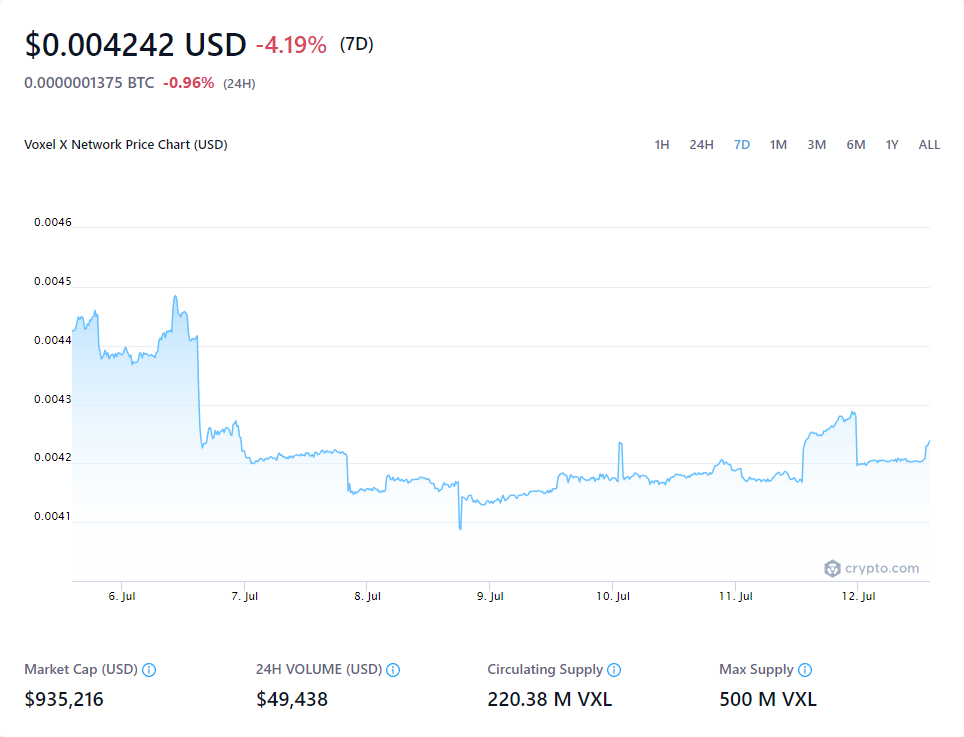 $0.004242 USD -4.19% (7D)
0.0000001375 BTC -0.96% (24H)
Voxel X Network Price Chart (USD) 1H 24H 7D 1M 3M 6M 1Y ALL
0.0046
0.0045
0.0044
0.0043
0.0042
0.0041
crypto.com
6. Jul 7. Jul 8. Jul 9. Jul 10. Jul 11. Jul 12. Jul
Market Cap (USD) 24H VOLUME (USD) Circulating Supply Max Supply
$935,216 $49,438 220.38 M VXL 500 M VXL